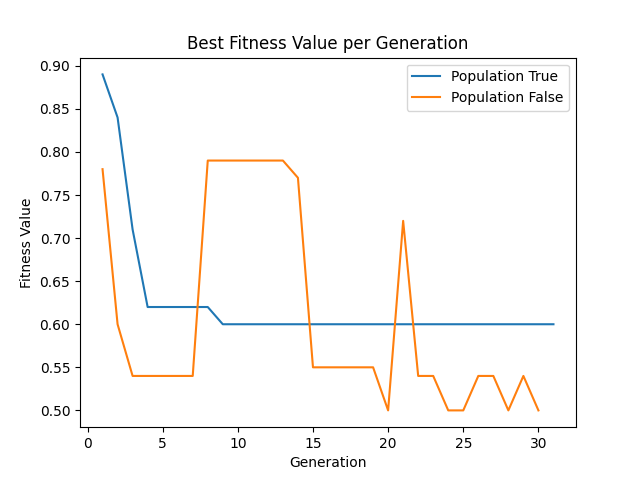 Best Fitness Value per Generation
Population True
Population False
Fitness Value
0.90
0.85
0.80
0.75
0.70
0.65
0.60
0.55
0.50
0 5 10 15 20 25 30
Generation